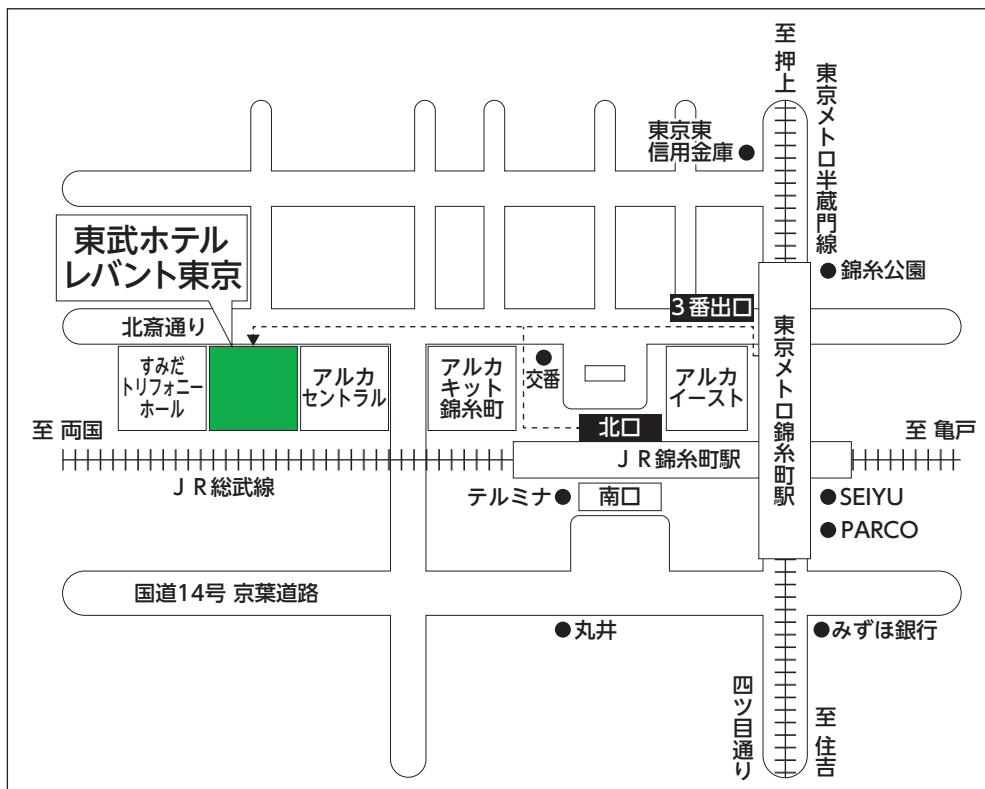 至 押上
東京メトロ半蔵門線
東京東
信用金庫
東武ホテル
レバント東京
錦糸公園
3番出口
北斎通り
すみだ
トリフォニー
ホール
アルカ
セントラル
アルカ
キット
錦糸町
交番
アルカ
イースト
東京メトロ錦糸町駅
北口
至 両国
至 亀戸
JR錦糸町駅
JR総武線
テルミナ
南口
SEIYU
PARCO
国道14号 京葉道路
丸井
みずほ銀行
四ツ目通り
至 住吉